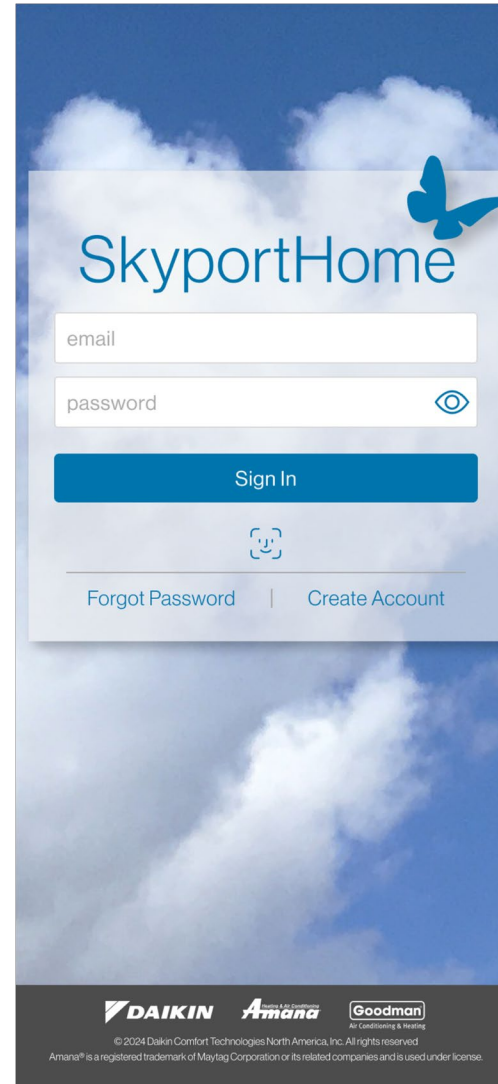 SkyportHome
email
password
Sign In
Forgot Password | Create Account
DAIKIN Heating & Air Conditioning Amana Goodman Air Conditioning & Heating
© 2024 Daikin Comfort Technologies North America, Inc. All rights reserved
Amana® is a registered trademark of Maytag Corporation or its related companies and is used under license.